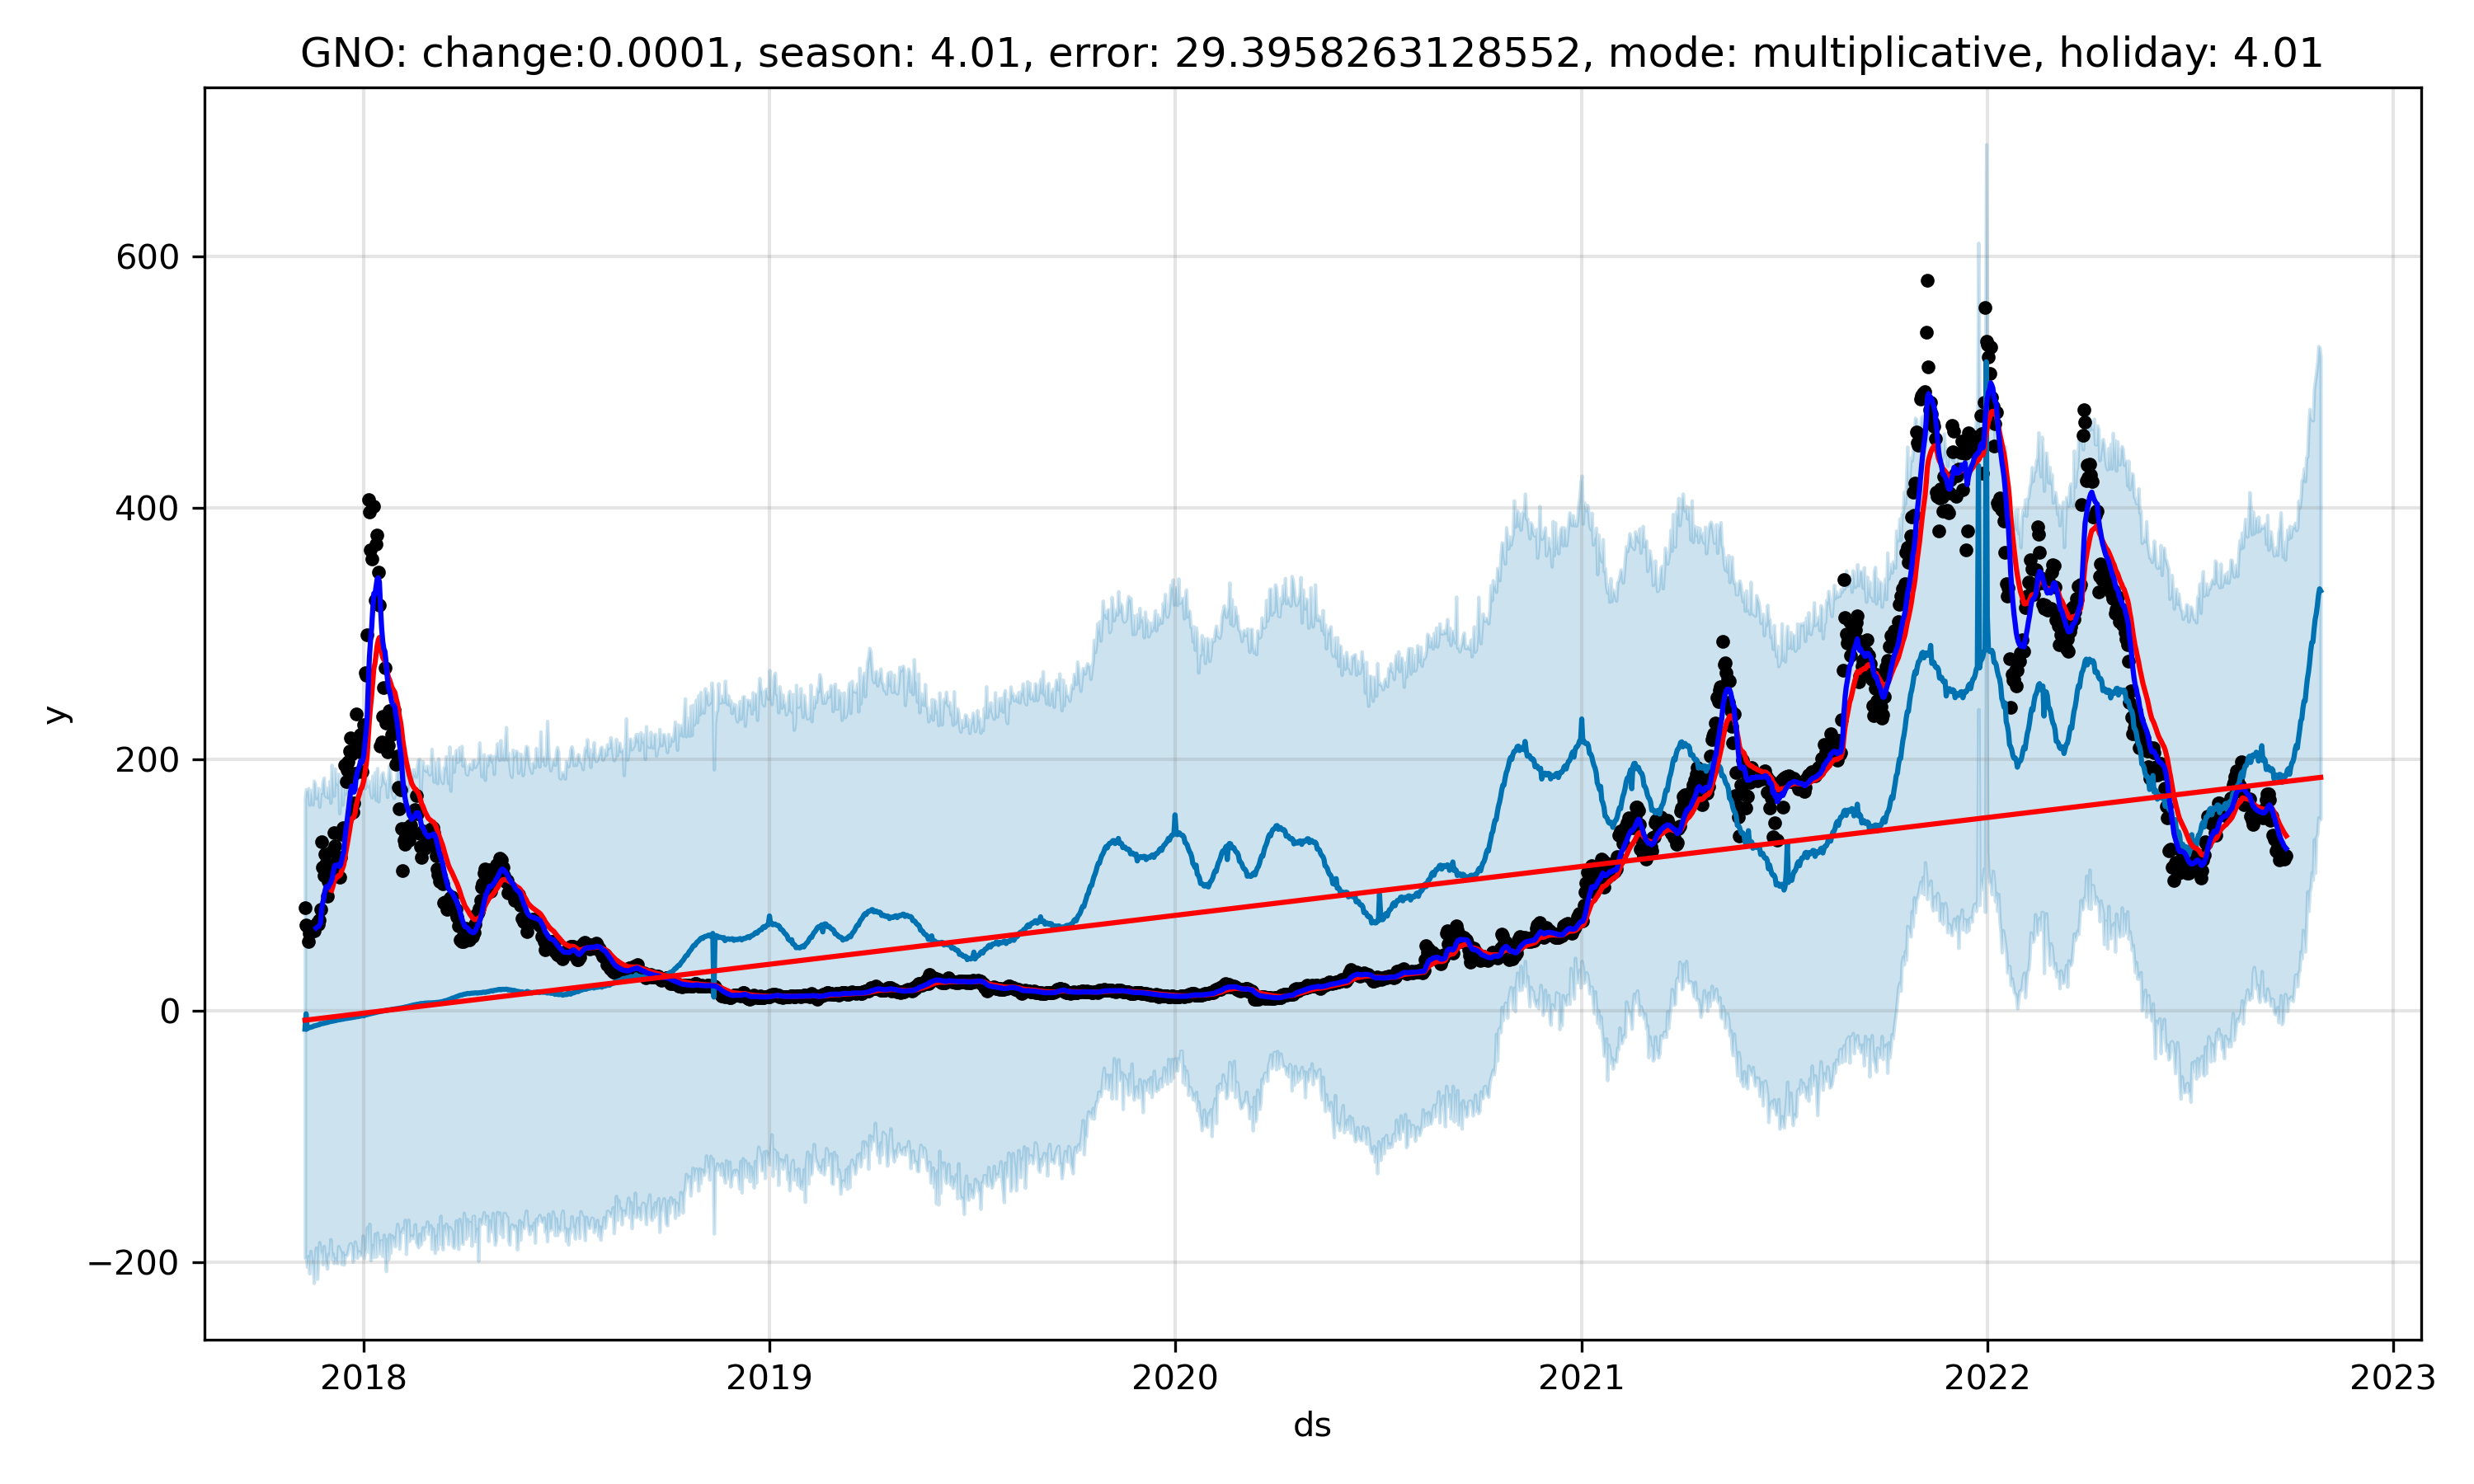 GNO: change:0.0001, season: 4.01, error: 29.3958263128552, mode: multiplicative, holiday: 4.01
600
400
200
0
−200
y
2018 2019 2020 2021 2022 2023
ds